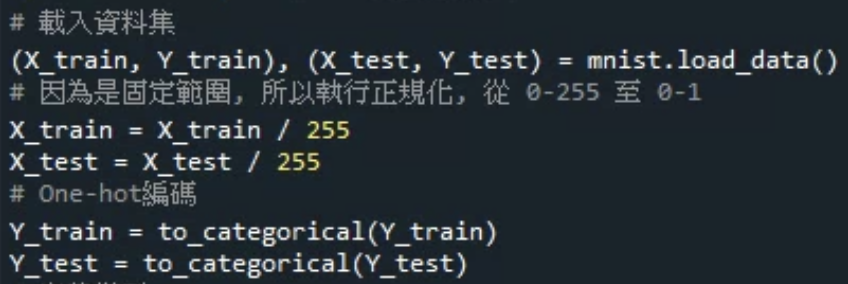 # 載入資料集
(X_train, Y_train), (X_test, Y_test) = mnist.load_data()
# 因為是固定範圍, 所以執行正規化, 從 0-255 至 0-1
X_train = X_train / 255
X_test = X_test / 255
# One-hot編碼
Y_train = to_categorical(Y_train)
Y_test = to_categorical(Y_test)